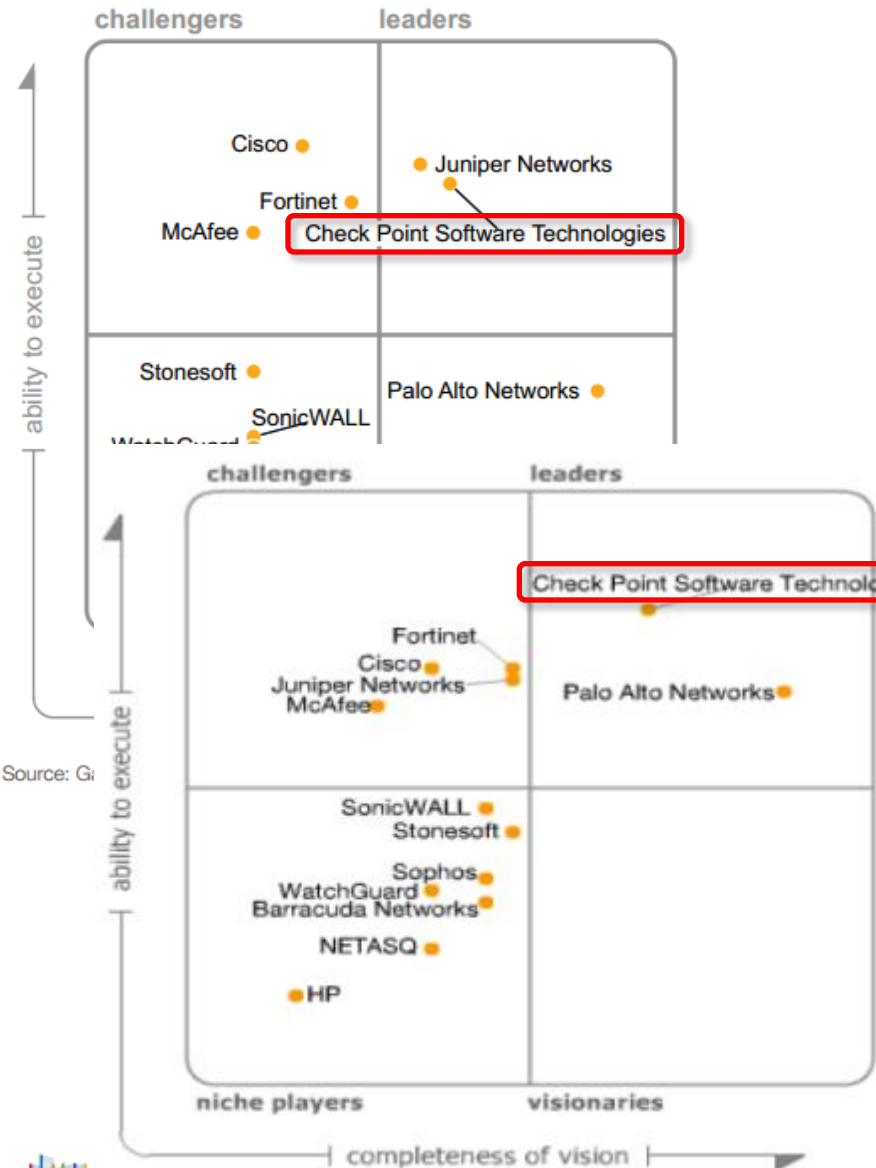 challengers
leaders
Cisco
Juniper Networks
Fortinet
McAfee
Check Point Software Technologies
ability to execute
Stonesoft
Palo Alto Networks
SonicWALL
challengers
leaders
Check Point Software
Fortinet
Cisco
Juniper Networks
Palo Alto Networks
McAfee
Source:
ability to execute
SonicWALL
Stonesoft
Sophos
WatchGuard
Barracuda Networks
NETASQ
HP
niche players
visionaries
completeness of vision